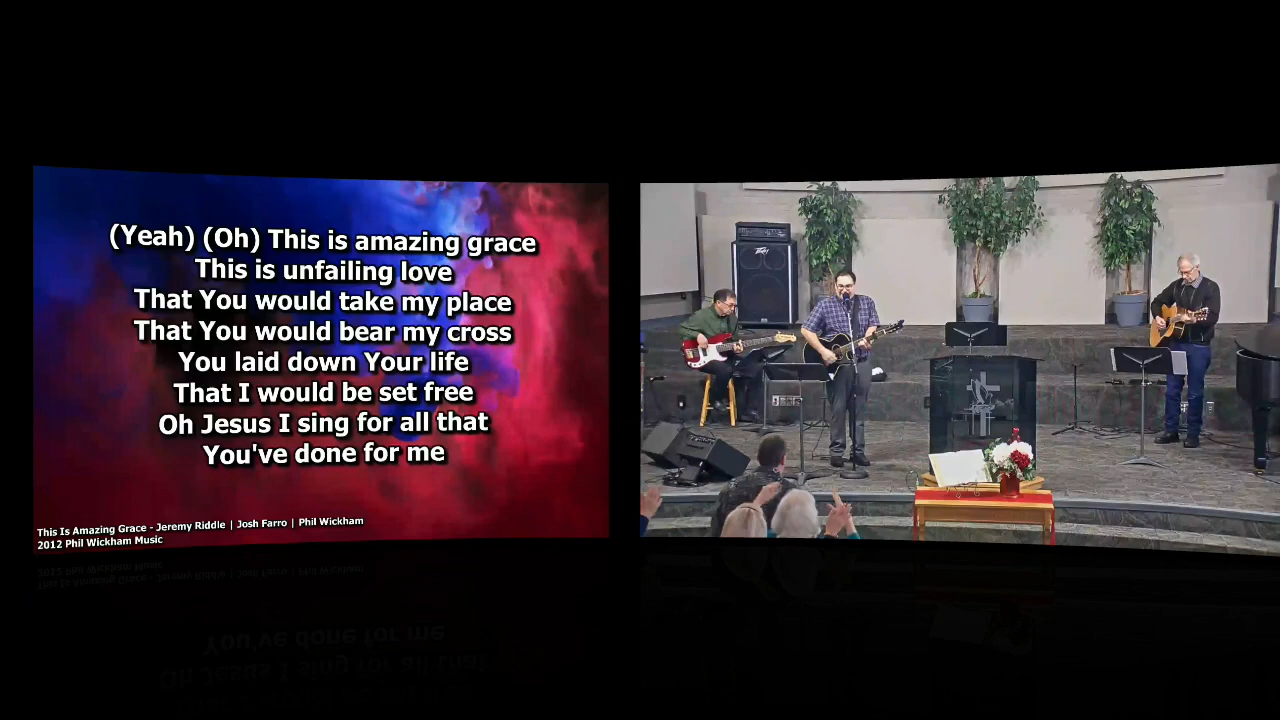 (Yeah) (Oh) This is amazing grace
This is unfailing love
That You would take my place
That You would bear my cross
You laid down Your life
That I would be set free
Oh Jesus I sing for all that
You've done for me
This Is Amazing Grace - Jeremy Riddle | Josh Farro | Phil Wickham
2012 Phil Wickham Music
PEAVEY